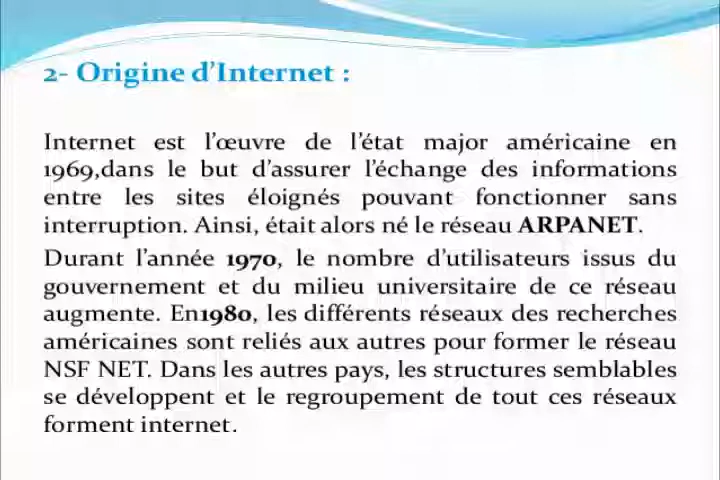 2- Origine d’Internet :
Internet est l’œuvre de l’état major américaine en
1969,dans le but d’assurer l’échange des informations
entre les sites éloignés pouvant fonctionner sans
interruption. Ainsi, était alors né le réseau ARPANET.
Durant l’année 1970, le nombre d’utilisateurs issus du
gouvernement et du milieu universitaire de ce réseau
augmente. En1980, les différents réseaux des recherches
américaines sont reliés aux autres pour former le réseau
NSF NET. Dans les autres pays, les structures semblables
se développent et le regroupement de tout ces réseaux
forment internet.